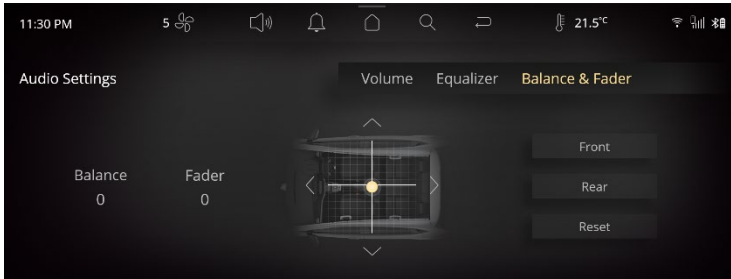 11:30 PM 5 21.5°C
Audio Settings Volume Equalizer Balance & Fader
Front
Balance Fader Rear
0 0
Reset